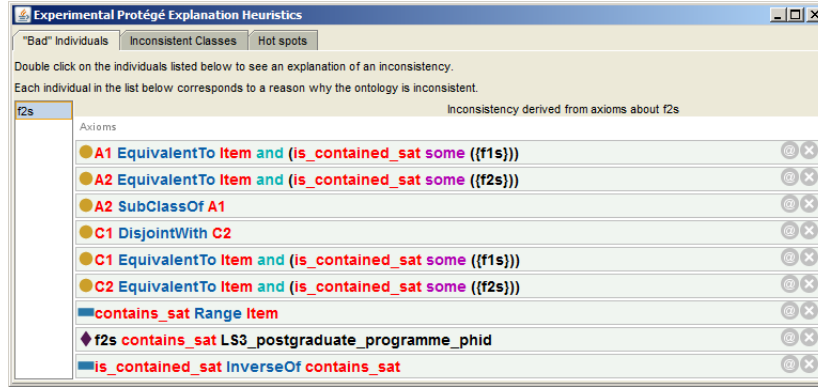 Experimental Protégé Explanation Heuristics
"Bad" Individuals Inconsistent Classes Hot spots
Double click on the individuals listed below to see an explanation of an inconsistency.
Each individual in the list below corresponds to a reason why the ontology is inconsistent.
f2s Inconsistency derived from axioms about f2s
Axioms
A1 EquivalentTo Item and (is_contained_sat some ({f1s}))
A2 EquivalentTo Item and (is_contained_sat some ({f2s}))
A2 SubClassOf A1
C1 DisjointWith C2
C1 EquivalentTo Item and (is_contained_sat some ({f1s}))
C2 EquivalentTo Item and (is_contained_sat some ({f2s}))
contains_sat Range Item
f2s contains_sat LS3_postgraduate_programme_phid
is_contained_sat InverseOf contains_sat